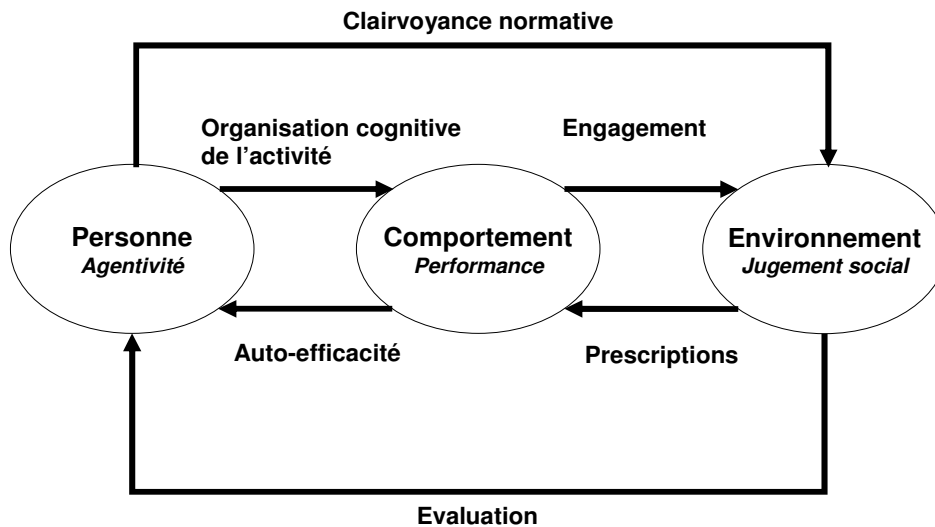 Clairvoyance normative
Organisation cognitive
de l'activité
Engagement
Personne
Agentivité
Comportement
Performance
Environnement
Jugement social
Auto-efficacité
Prescriptions
Evaluation